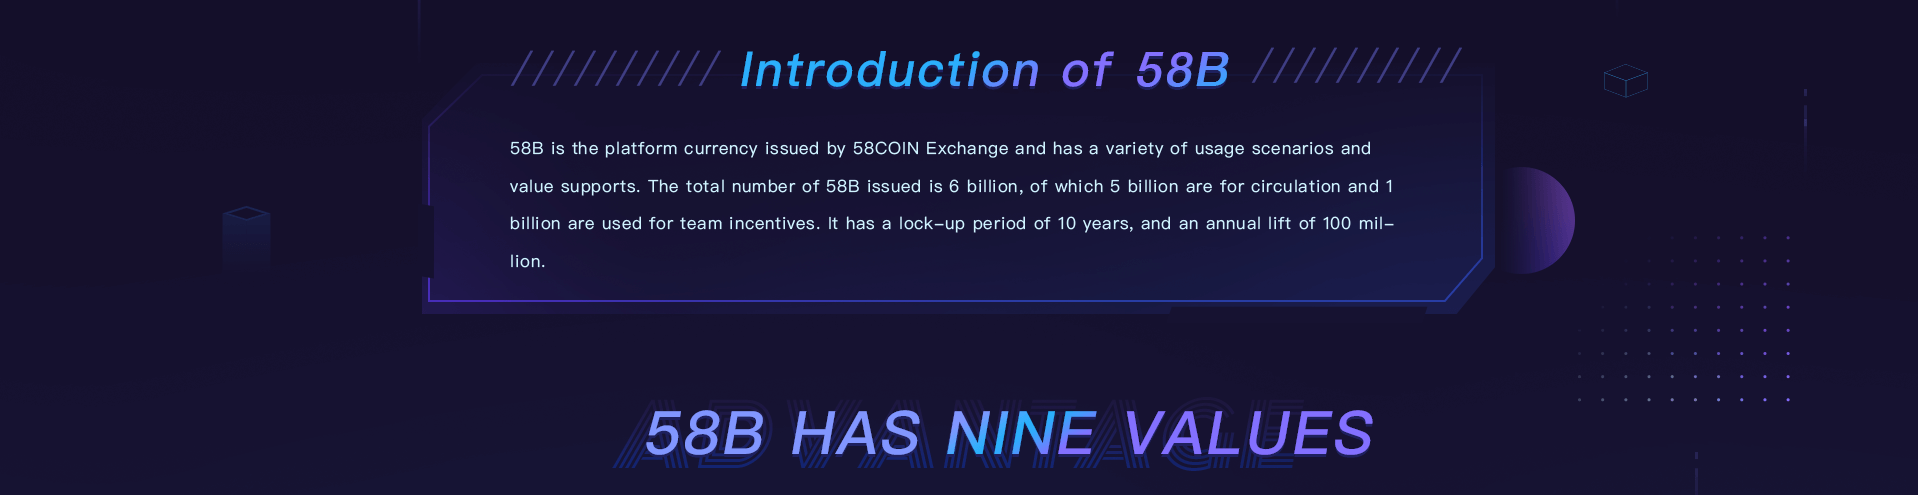 Introduction of 58B
58B is the platform currency issued by 58COIN Exchange and has a variety of usage scenarios and
value supports. The total number of 58B issued is 6 billion, of which 5 billion are for circulation and 1
billion are used for team incentives. It has a lock-up period of 10 years, and an annual lift of 100 mil-
lion.
ADVANTAGE
58B HAS NINE VALUES